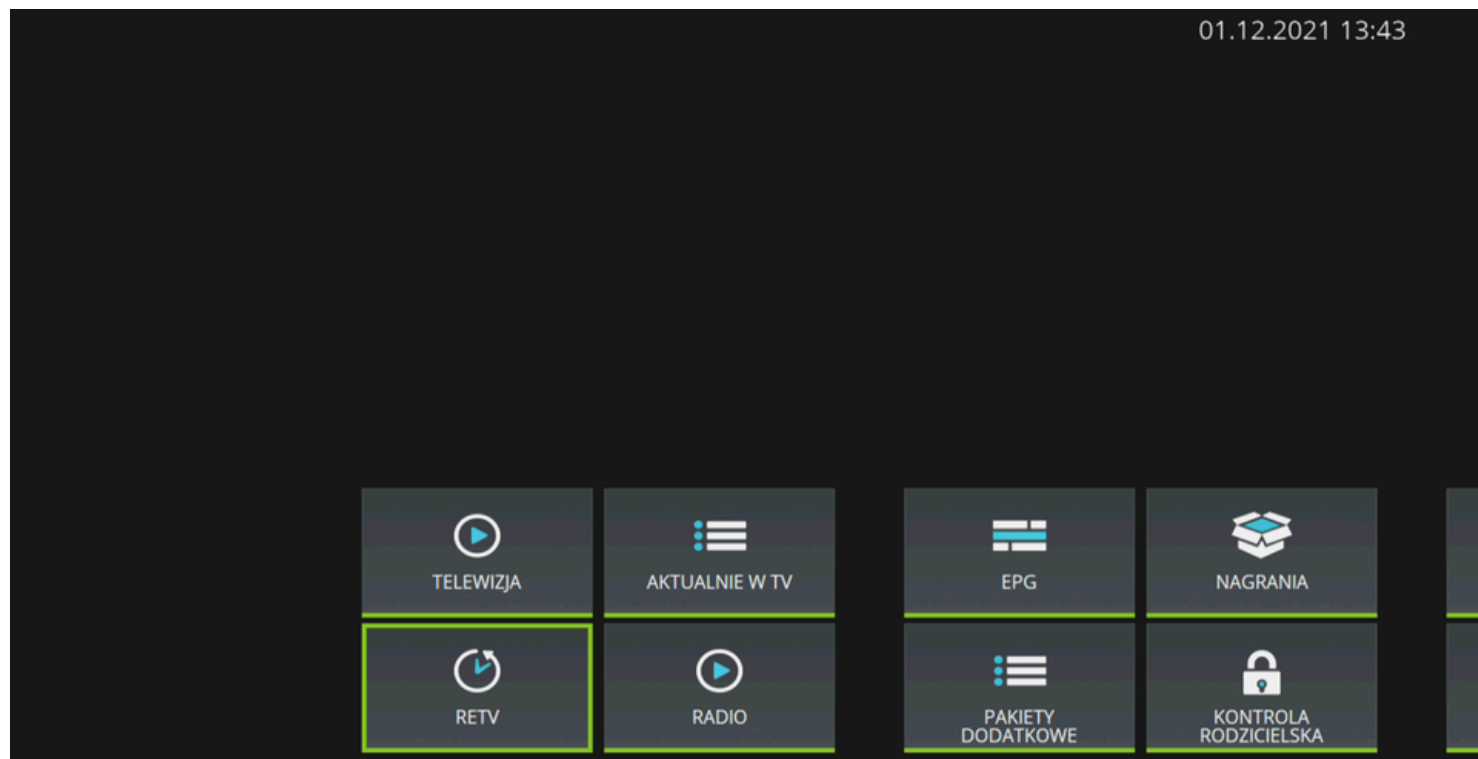 01.12.2021 13:43
TELEWIZJA
AKTUALNIE W TV
EPG
NAGRANIA
RETV
RADIO
PAKIETY
DODATKOWE
KONTROLA
RODZICIELSKA